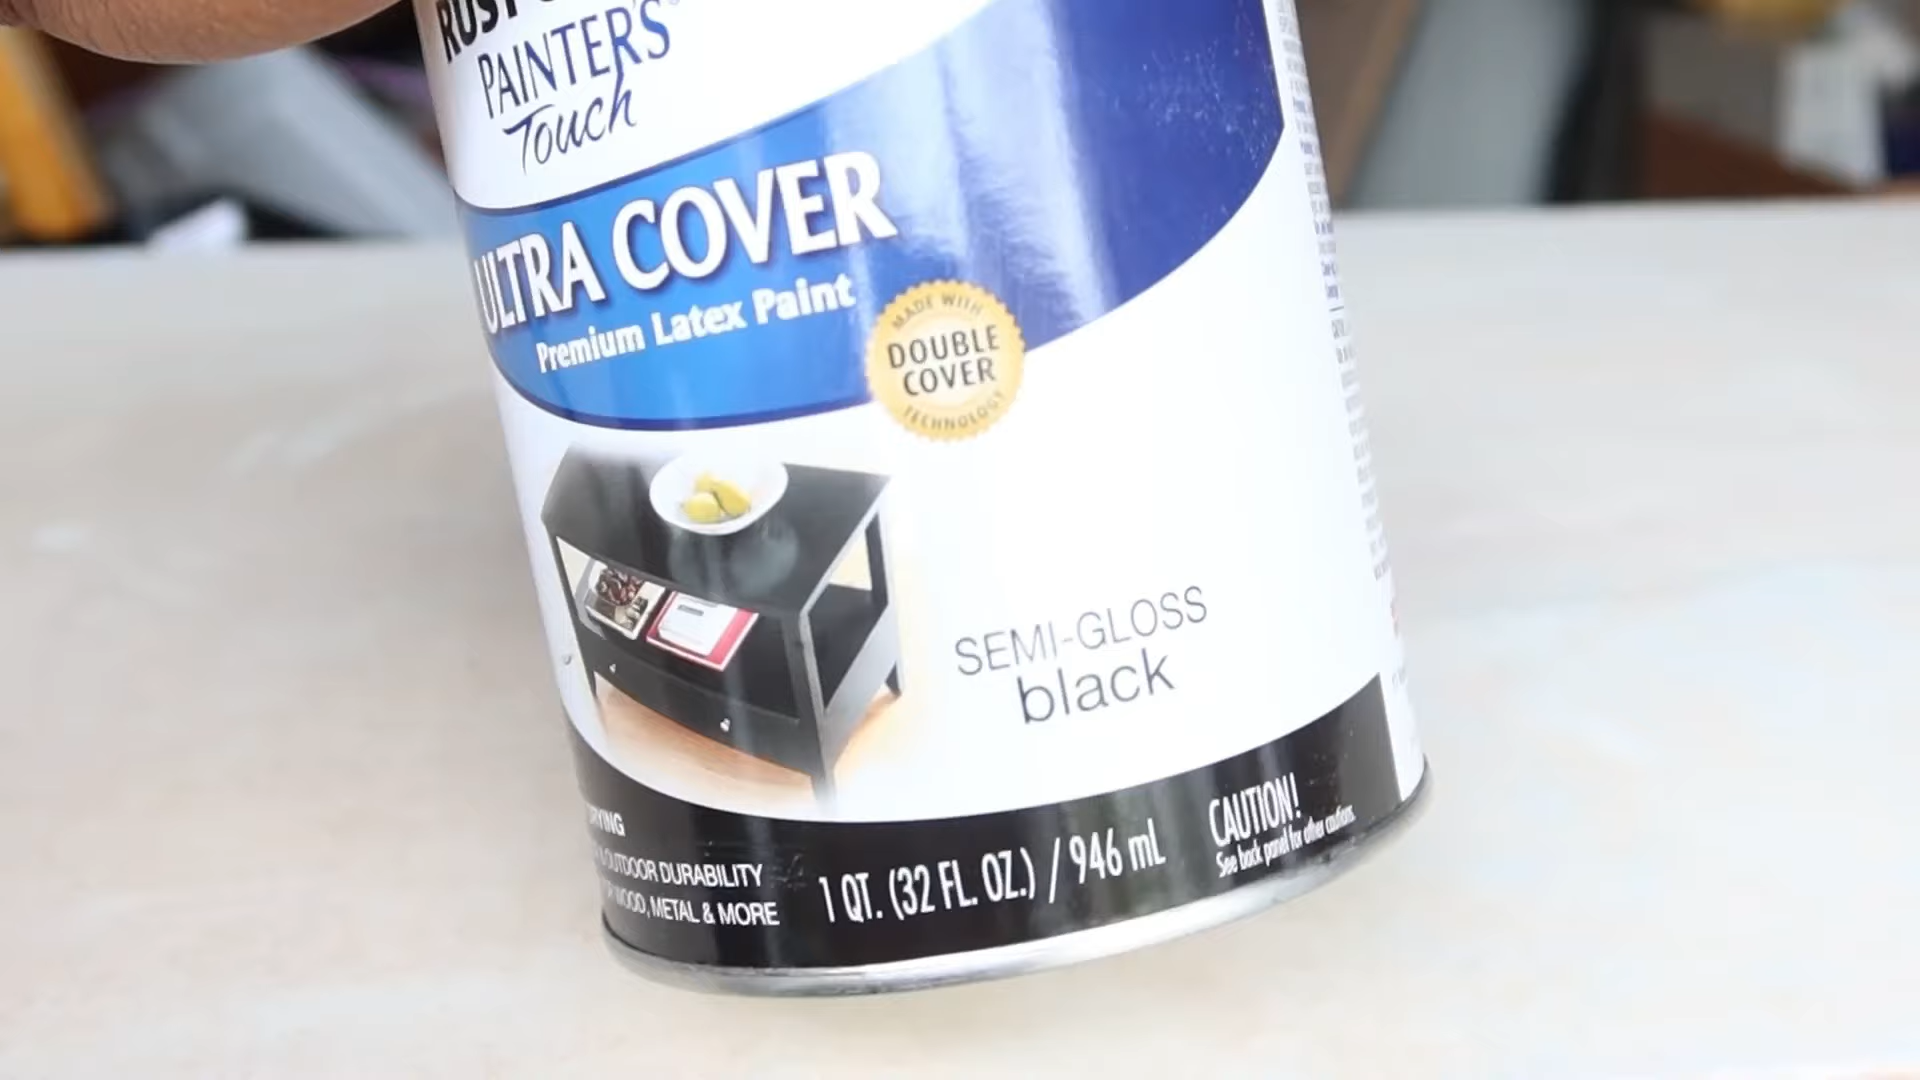 PAINTER'S
Touch
ULTRA COVER
Premium Latex Paint
MADE WITH
DOUBLE
COVER
TECHNOLOGY
SEMI-GLOSS
black
OUTDOOR DURABILITY
WOOD, METAL & MORE
1 QT. (32 FL. OZ.) / 946 mL
CAUTION!
See back panel for other cautions.